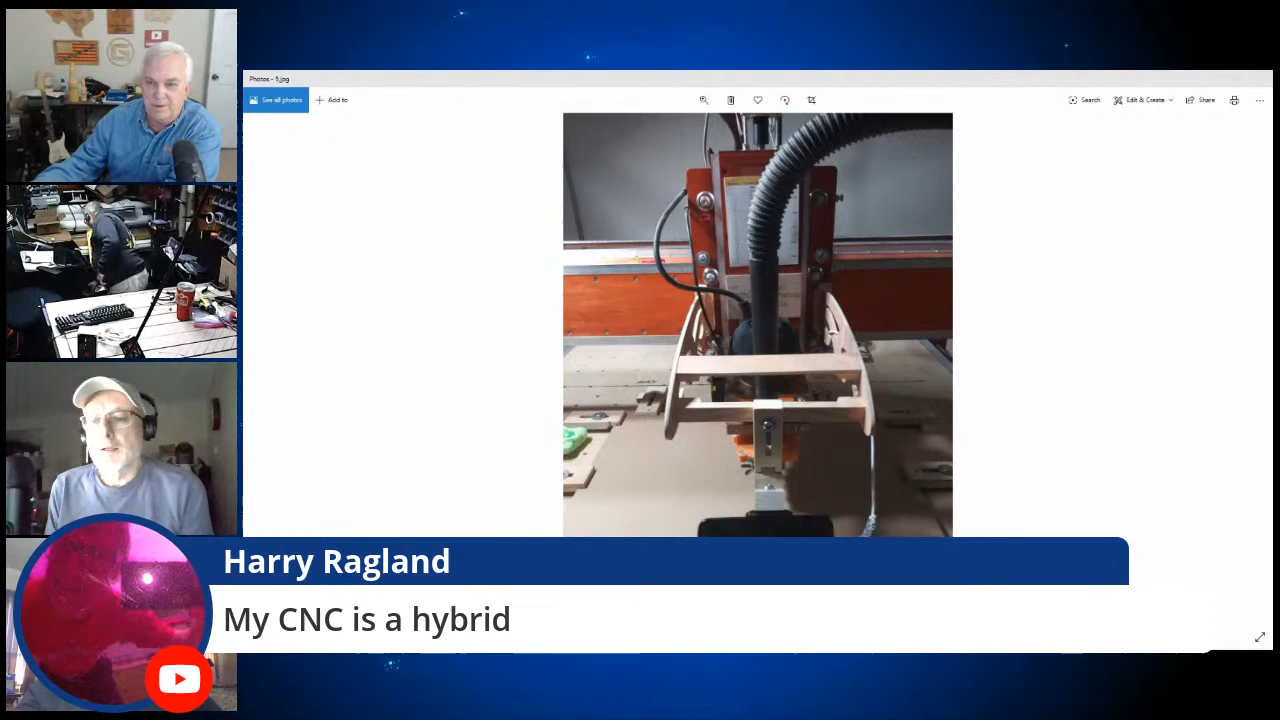 Photos - 5.jpg
See all photos
Add to
Search
Edit & Create
Share
Harry Ragland
My CNC is a hybrid